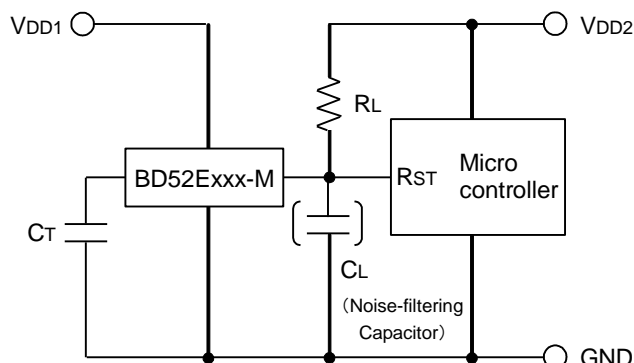 VDD1
VDD2
RL
BD52Exxx-M
RST
Micro
controller
CT
CL
（Noise-filtering
Capacitor）
GND